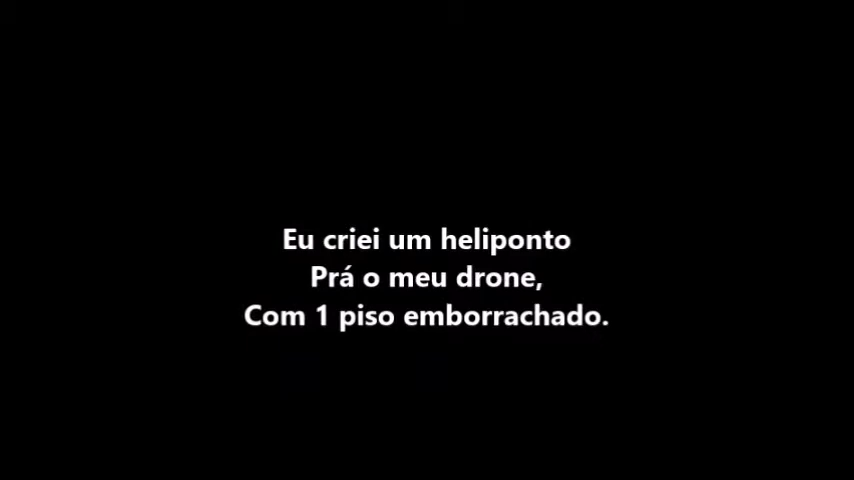 Eu criei um heliponto
Prá o meu drone,
Com 1 piso emborrachado.